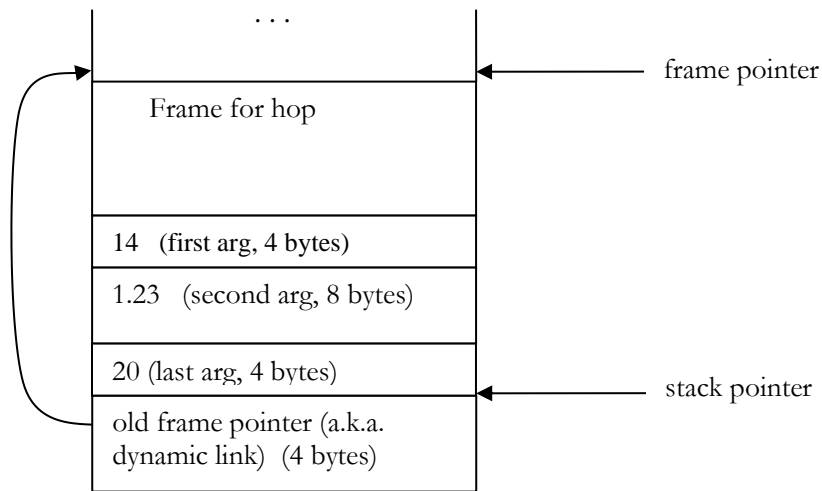 . . .
frame pointer
Frame for hop
14 (first arg, 4 bytes)
1.23 (second arg, 8 bytes)
20 (last arg, 4 bytes)
stack pointer
old frame pointer (a.k.a.
dynamic link) (4 bytes)